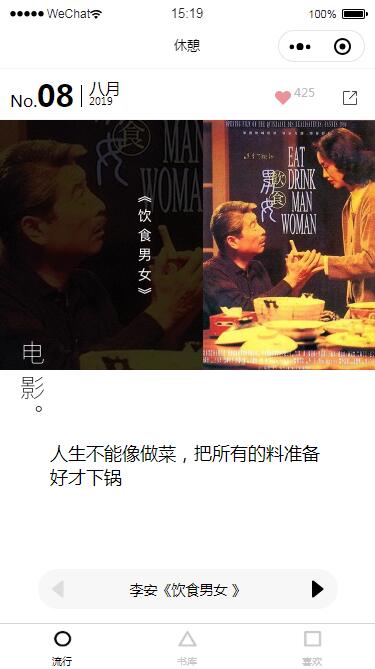 WeChat
15:19
100%
休憩
No.08
八月
2019
425
《饮食男女》
MAN
WOMAN
EAT
DRINK
MAN
WOMAN
饮食
男女
电影。
人生不能像做菜，把所有的料准备
好才下锅
李安《饮食男女 》
流行
书库
喜欢